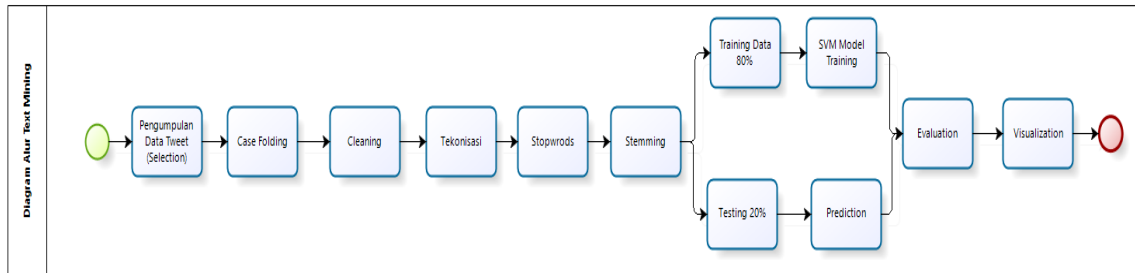 Diagram Alur Text Mining
Pengumpulan
Data Tweet
(Selection)
Case Folding
Cleaning
Tekonisasi
Stopwrods
Stemming
Training Data
80%
SVM Model
Training
Testing 20%
Prediction
Evaluation
Visualization